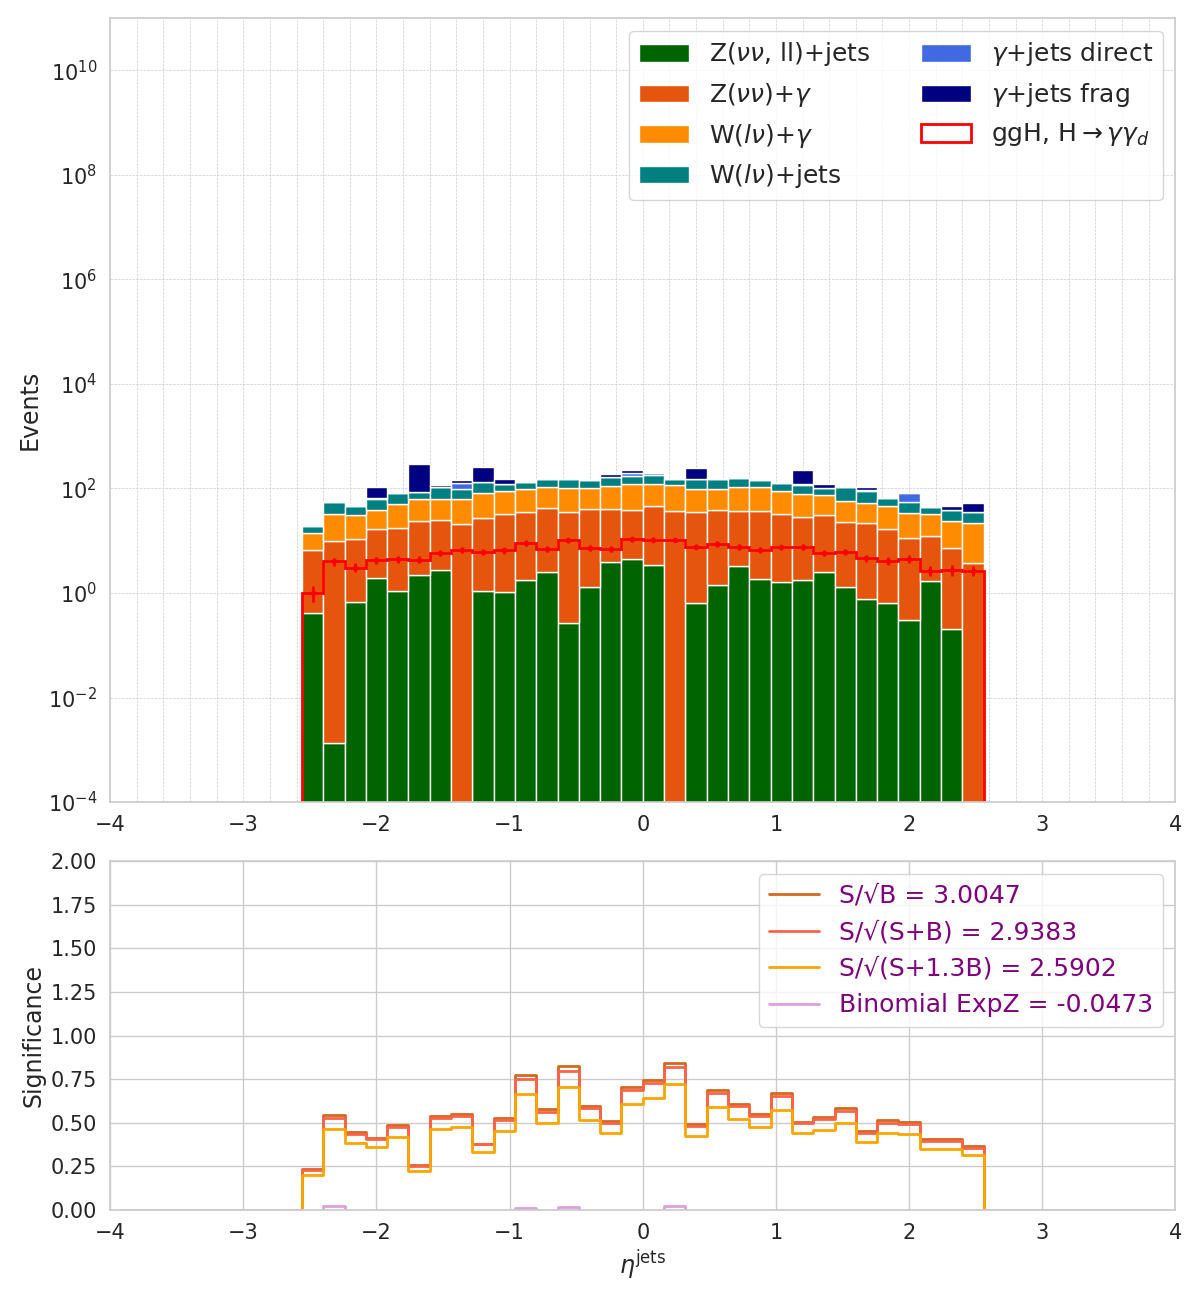 Z(νν, ll)+jets
Z(νν)+γ
W(lν)+γ
W(lν)+jets
γ+jets direct
γ+jets frag
ggH, H→γγ_d
Events
10^10
10^8
10^6
10^4
10^2
10^0
10^−2
10^−4
−4 −3 −2 −1 0 1 2 3 4
S/√B = 3.0047
S/√(S+B) = 2.9383
S/√(S+1.3B) = 2.5902
Binomial ExpZ = -0.0473
Significance
2.00
1.75
1.50
1.25
1.00
0.75
0.50
0.25
0.00
−4 −3 −2 −1 0 1 2 3 4
η^jets